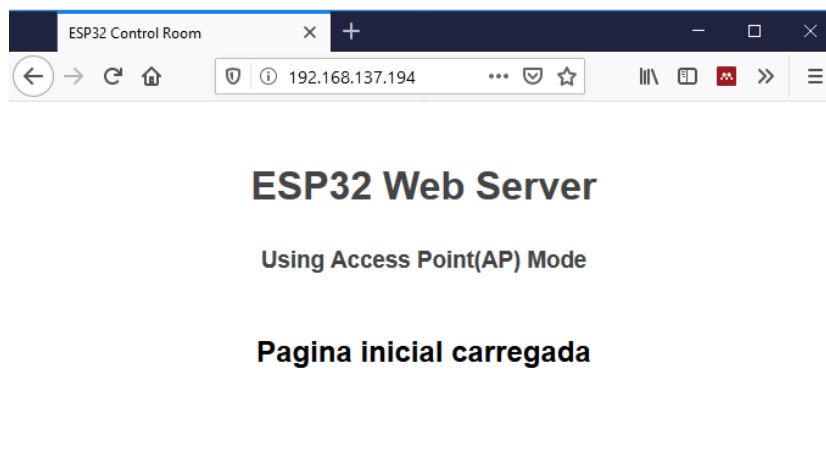 ESP32 Control Room
192.168.137.194
ESP32 Web Server
Using Access Point(AP) Mode
Pagina inicial carregada